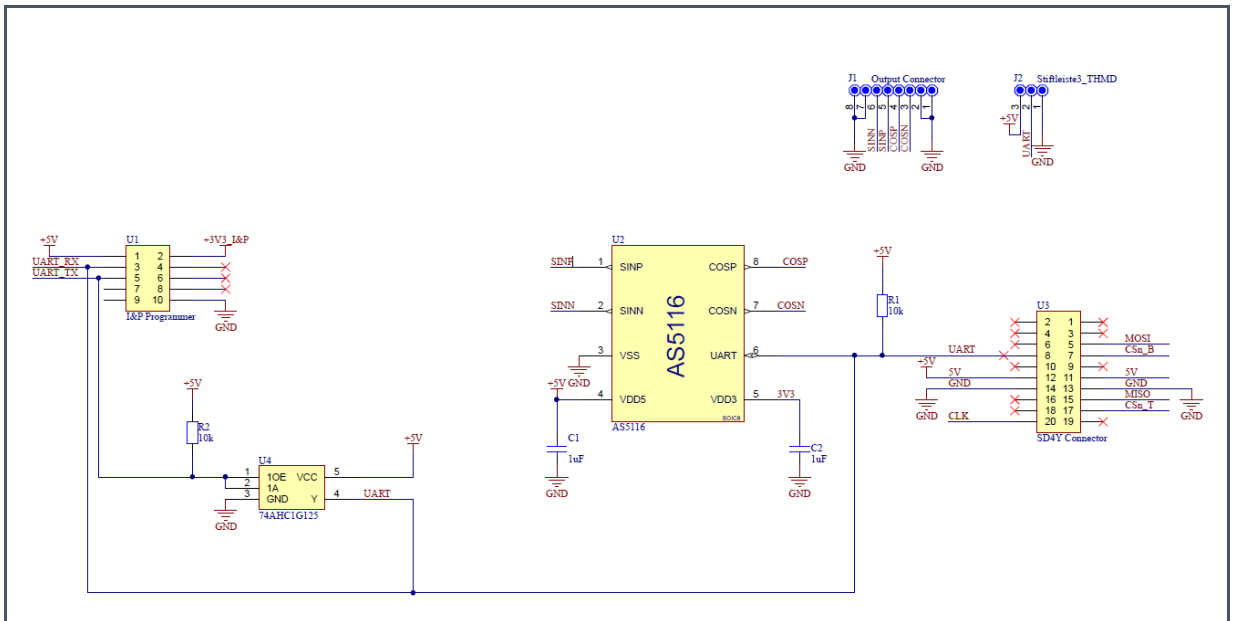 J1 Output Connector
8 7 6 5 4 3 2 1
SINN SINP COSP COSN
GND GND
J2 Stiftleiste3_THMD
3 2 1
+5V
UART
GND
+5V U1 +3V3_I&P
UART_RX
UART_TX
1 2
3 4
5 6
7 8
9 10
I&P Programmer
GND
U2
SINP 1 SINP COSP 8 COSP
SINN 2 SINN COSN 7 COSN
3 VSS UART 6
GND
+5V 4 VDD5 VDD3 5 3V3
AS5116
SOIC8
AS5116
C1
1uF
GND
C2
1uF
GND
+5V
R1
10k
U3
2 1
4 3
6 5 MOSI
UART 8 7 CSn_B
10 9
+5V
5V 12 11 5V
GND 14 13 GND
16 15 MISO
18 17 CSn_T
CLK 20 19
GND GND
SD4Y Connector
+5V
R2
10k
U4
+5V
1 1OE VCC 5
2 1A
3 GND Y 4 UART
74AHC1G125
GND